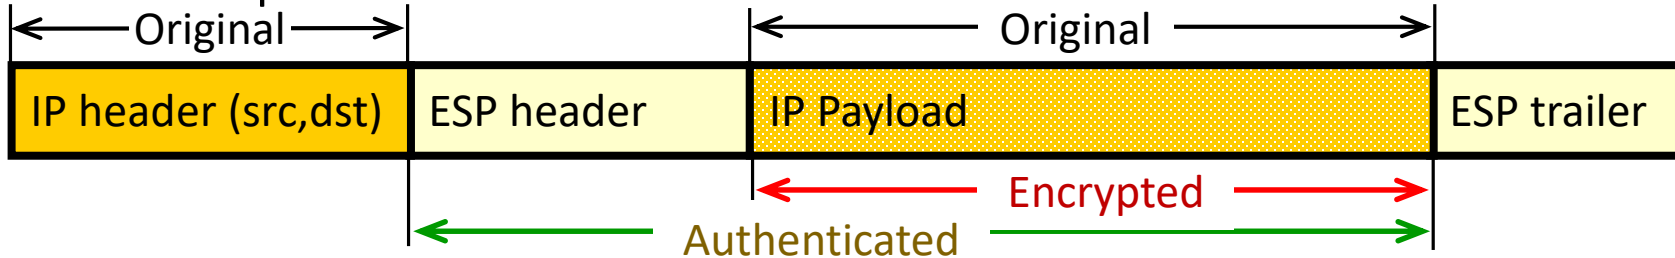 Original Original
IP header (src,dst) ESP header IP Payload ESP trailer
Encrypted
Authenticated